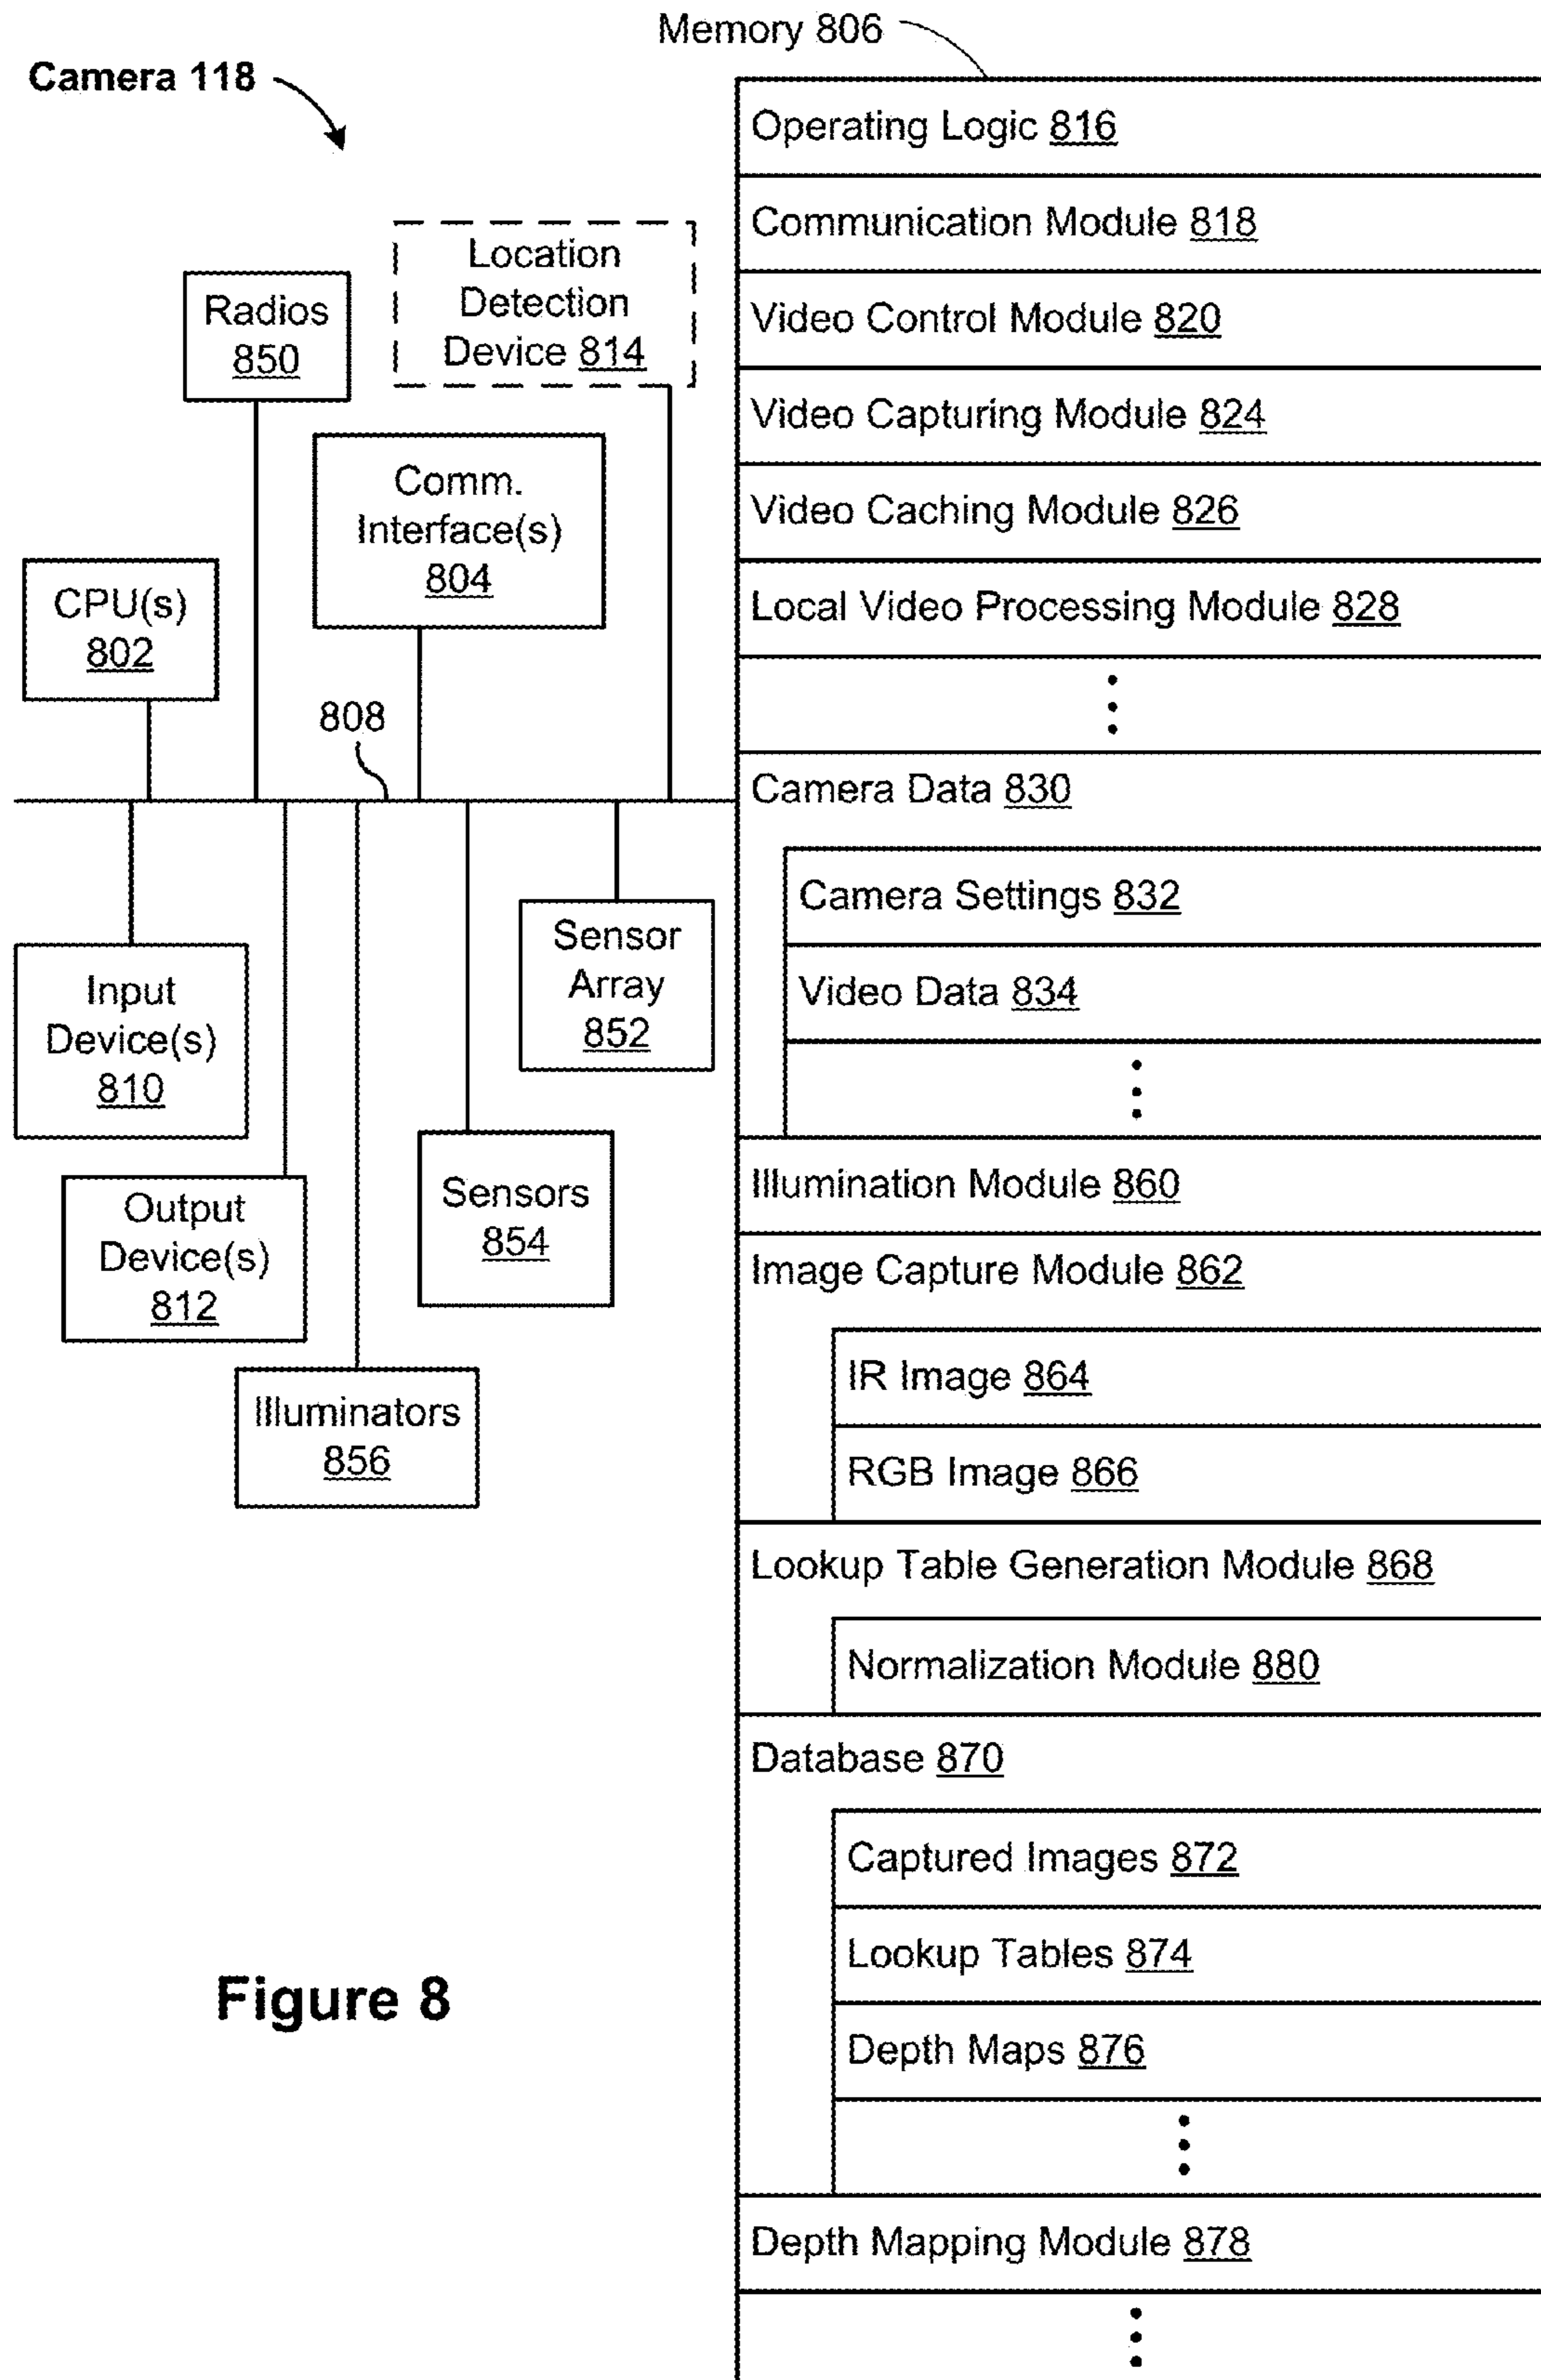 Memory 806
Camera 118
Location
Detection
Device 814
Radios
850
Comm.
Interface(s)
804
CPU(s)
802
808
Sensor
Array
852
Input
Device(s)
810
Sensors
854
Output
Device(s)
812
Illuminators
856
Operating Logic 816
Communication Module 818
Video Control Module 820
Video Capturing Module 824
Video Caching Module 826
Local Video Processing Module 828
Camera Data 830
Camera Settings 832
Video Data 834
Illumination Module 860
Image Capture Module 862
IR Image 864
RGB Image 866
Lookup Table Generation Module 868
Normalization Module 880
Database 870
Captured Images 872
Lookup Tables 874
Depth Maps 876
Depth Mapping Module 878
Figure 8